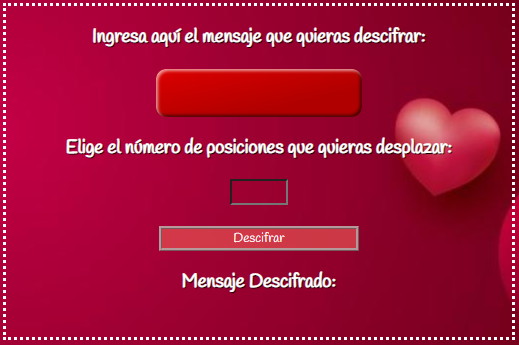 Ingresa aquí el mensaje que quieras descifrar:
Elige el número de posiciones que quieras desplazar:
Descifrar
Mensaje Descifrado: